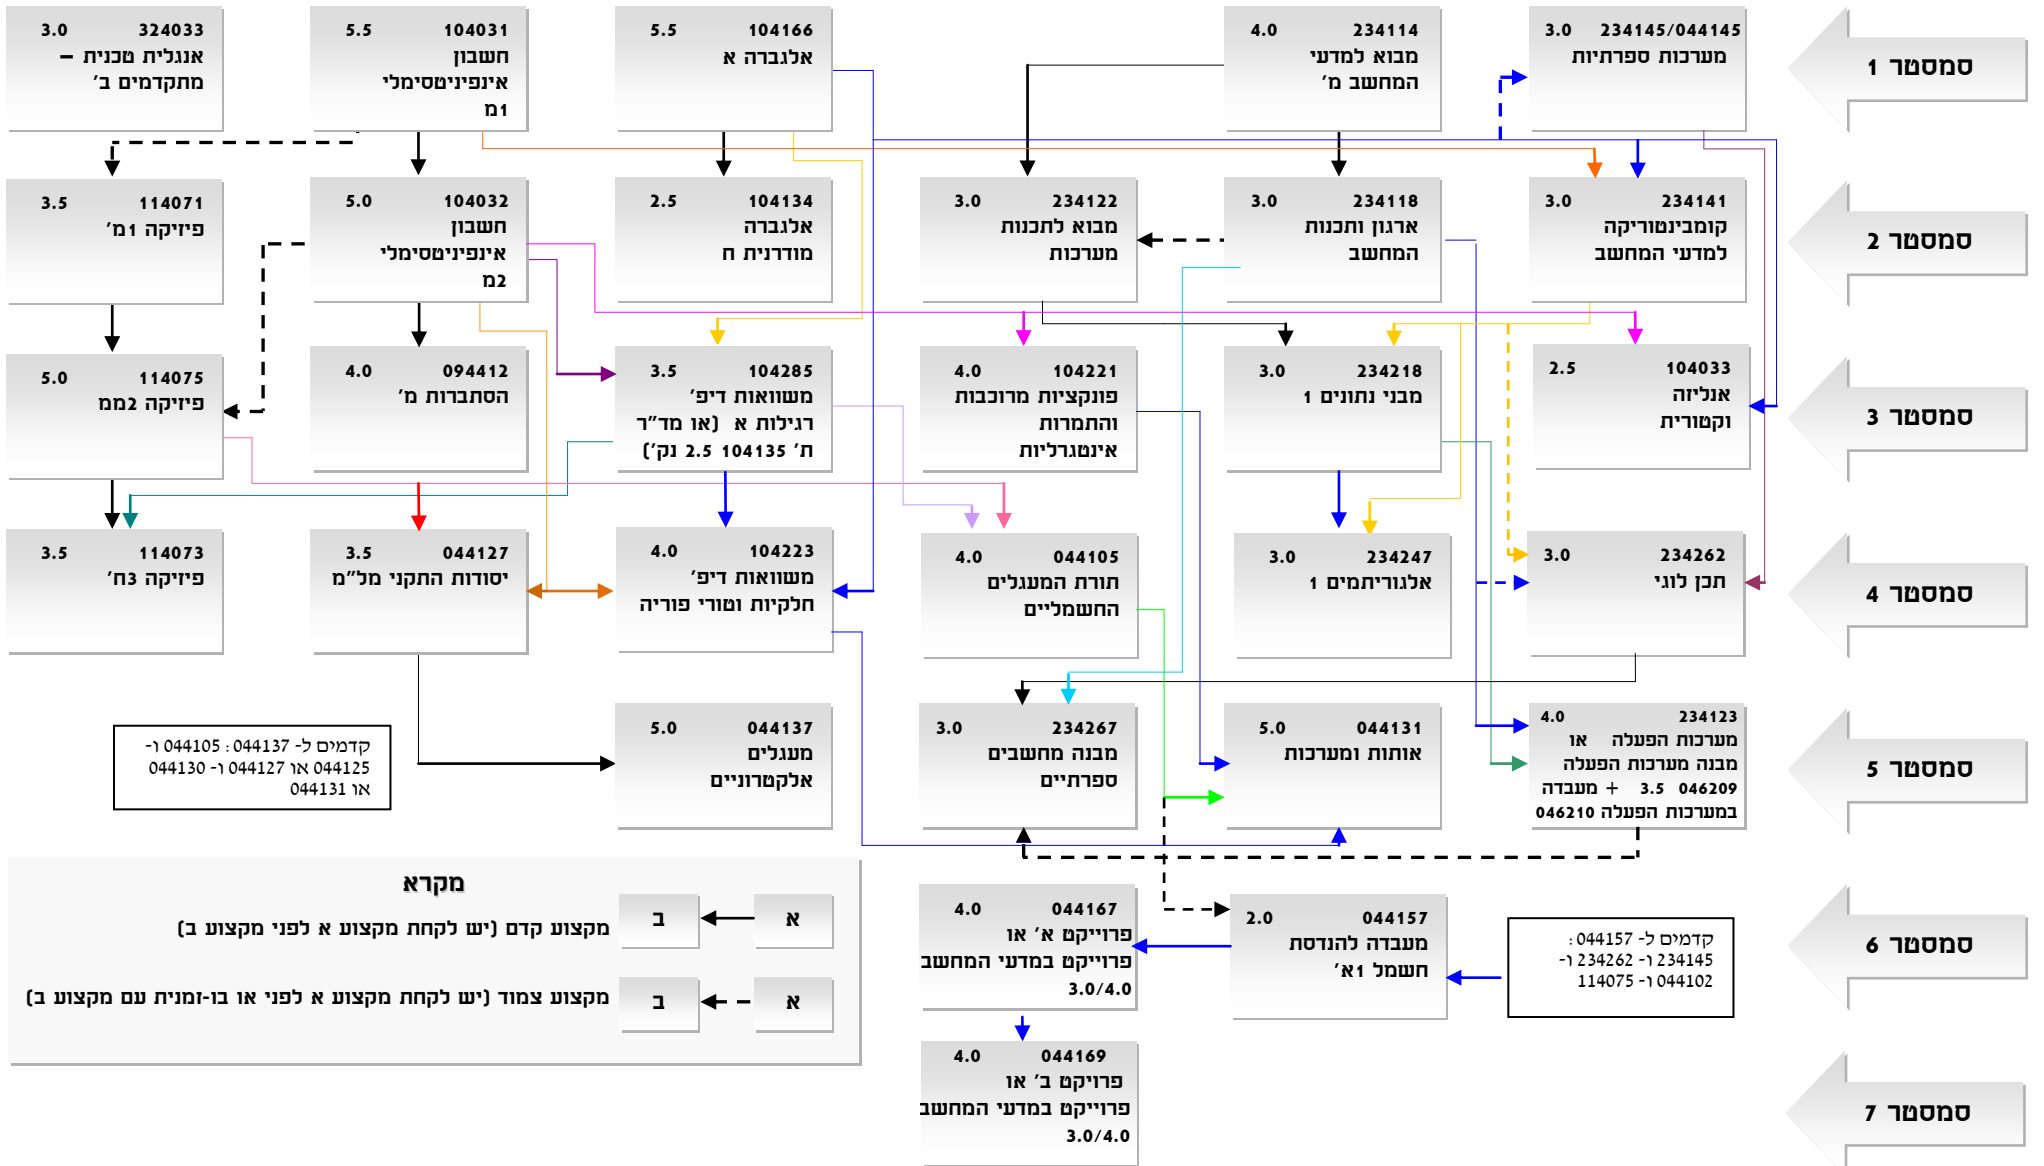 סמסטר 1
234145/044145 3.0
מערכות ספרתיות
234114 4.0
מבוא למדעי
המחשב מ'
104166 5.5
אלגברה א
104031 5.5
חשבון
אינפיניטסימלי
1מ
324033 3.0
אנגלית טכנית –
מתקדמים ב'
סמסטר 2
234141 3.0
קומבינטוריקה
למדעי המחשב
234118 3.0
ארגון ותכנות
המחשב
234122 3.0
מבוא לתכנות
מערכות
104134 2.5
אלגברה
מודרנית ח
104032 5.0
חשבון
אינפיניטסימלי
2מ
114071 3.5
פיזיקה 1מ'
סמסטר 3
104033 2.5
אנליזה
וקטורית
234218 3.0
מבני נתונים 1
104221 4.0
פונקציות מרוכבות
והתמרות
אינטגרליות
104285 3.5
משוואות דיפ'
רגילות א (או מד"ר
ת' 104135 2.5 נק')
094412 4.0
הסתברות מ'
114075 5.0
פיזיקה 2ממ
סמסטר 4
234262 3.0
תכן לוגי
234247 3.0
אלגוריתמים 1
044105 4.0
תורת המעגלים
החשמליים
104223 4.0
משוואות דיפ'
חלקיות וטורי פוריה
044127 3.5
יסודות התקני מל"מ
114073 3.5
פיזיקה 3ח'
סמסטר 5
234123 4.0
מערכות הפעלה או
מבנה מערכות הפעלה
046209 3.5 + מעבדה
במערכות הפעלה 046210
044131 5.0
אותות ומערכות
234267 3.0
מבנה מחשבים
ספרתיים
044137 5.0
מעגלים
אלקטרוניים
קדמים ל- 044137 : 044105 ו-
044125 או 044127 ו- 044130
או 044131
סמסטר 6
קדמים ל- 044157 :
234145 ו- 234262 ו-
044102 ו- 114075
044157 2.0
מעבדה להנדסת
חשמל 1א'
044167 4.0
פרוייקט א' או
פרוייקט במדעי המחשב
3.0/4.0
מקרא
א
ב
מקצוע קדם (יש לקחת מקצוע א לפני מקצוע ב)
א
ב
מקצוע צמוד (יש לקחת מקצוע א לפני או בו-זמנית עם מקצוע ב)
סמסטר 7
044169 4.0
פרויקט ב' או
פרוייקט במדעי המחשב
3.0/4.0